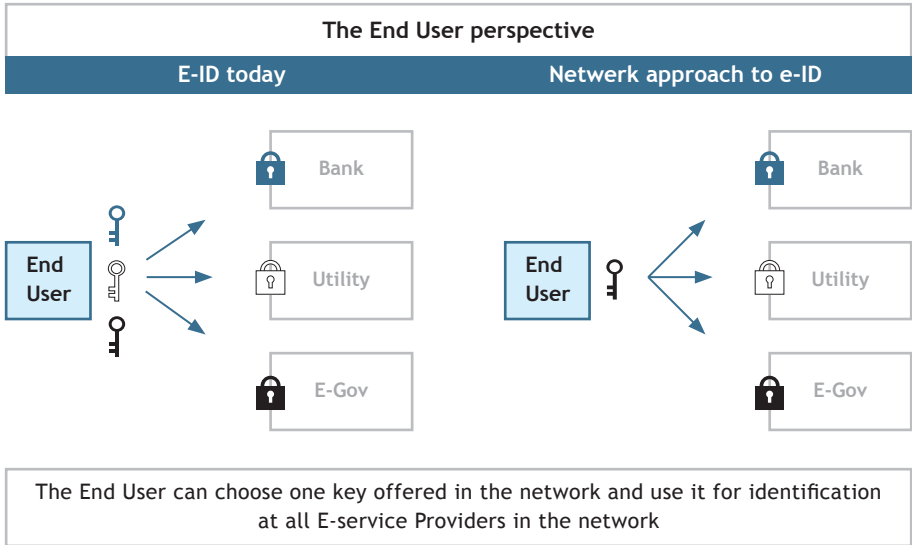 The End User perspective
E-ID today
Netwerk approach to e-ID
Bank
Bank
End
User
Utility
End
User
Utility
E-Gov
E-Gov
The End User can choose one key offered in the network and use it for identification
at all E-service Providers in the network